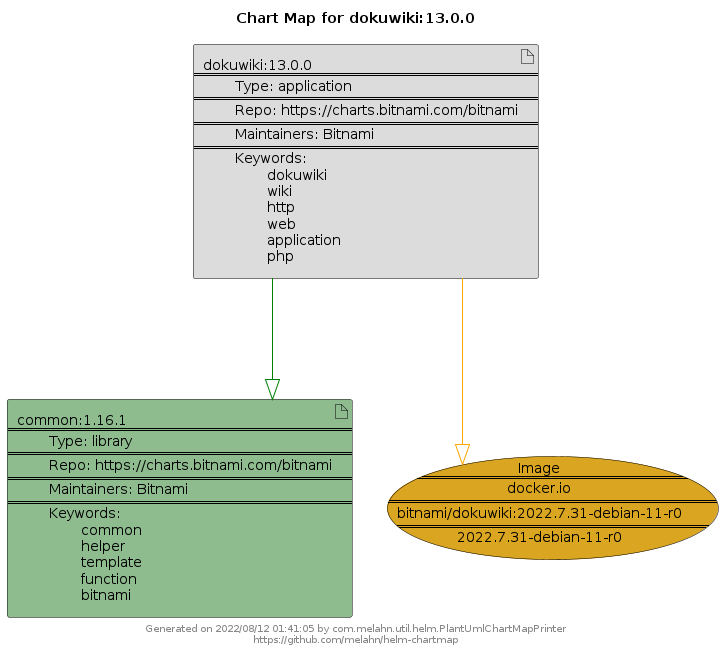 Chart Map for dokuwiki:13.0.0
dokuwiki:13.0.0
Type: application
Repo: https://charts.bitnami.com/bitnami
Maintainers: Bitnami
Keywords:
dokuwiki
wiki
http
web
application
php
common:1.16.1
Type: library
Repo: https://charts.bitnami.com/bitnami
Maintainers: Bitnami
Keywords:
common
helper
template
function
bitnami
Image
docker.io
bitnami/dokuwiki:2022.7.31-debian-11-r0
2022.7.31-debian-11-r0
Generated on 2022/08/12 01:41:05 by com.melahn.util.helm.PlantUmlChartMapPrinter
https://github.com/melahn/helm-chartmap